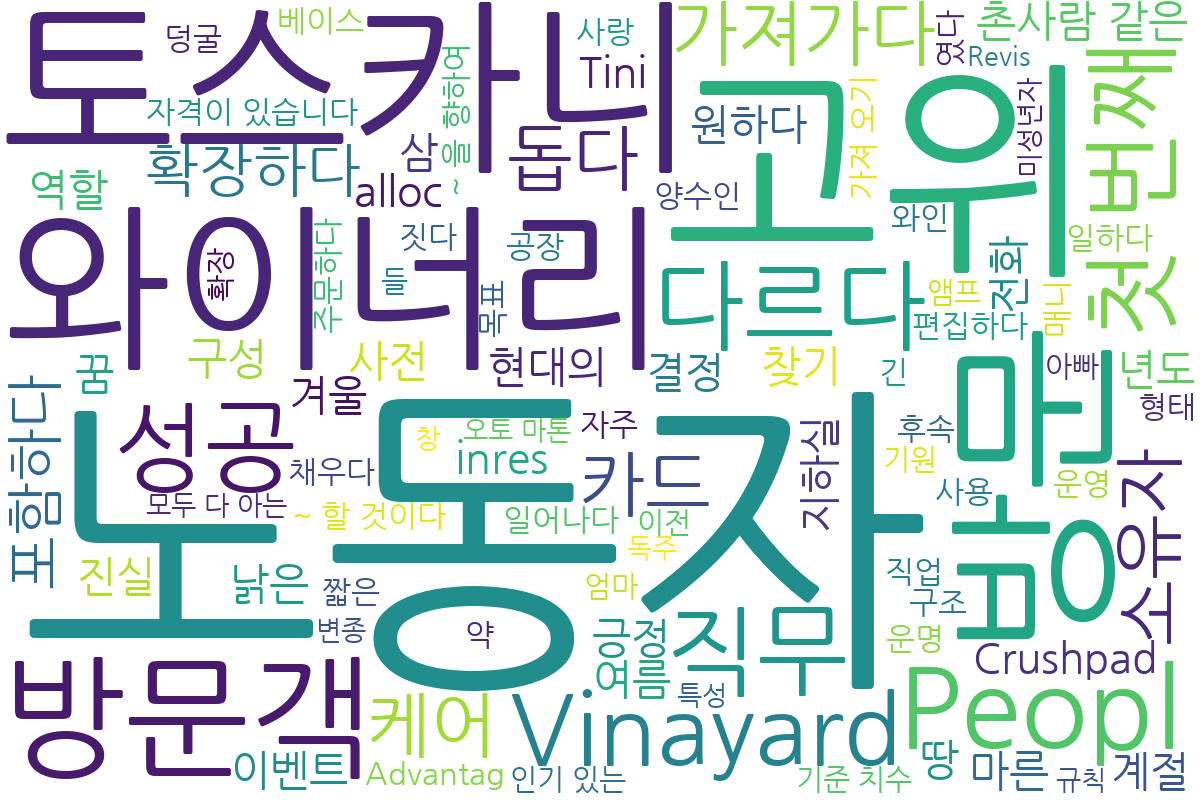 토스카니
고위
와이너리
노동자
방문
방문객
성공
다르다
직무
Vinayard
Peopl
첫번째
가져가다
촌사람 같은
덩굴
베이스
사랑
Tini
~ 을 향하여
자격이 있습니다
였다
Revis
확장하다
삼
돕다
원하다
가져 오기
미성년자
역할
alloc
양수인
와인
일하다
확장
주문하다
짓다
들
공장
목표
전화
앰프
편집하다
매니
꿈
구성
사전
현대의
결정
찾기
긴
아빠
년도
겨울
형태
포함하다
채우다
창
오토 마톤
자주
inres
카드
지하실
후속
기원
사용
운영
소유자
모두 다 아는
~ 할 것이다
일어나다
이전
독주
진실
낡은
짧은
엄마
직업
구조
변종
약
긍정
여름
특성
운명
Crushpad
케어
이벤트
Advantag
인기 있는
기준 치수
땅
마른
규칙
계절